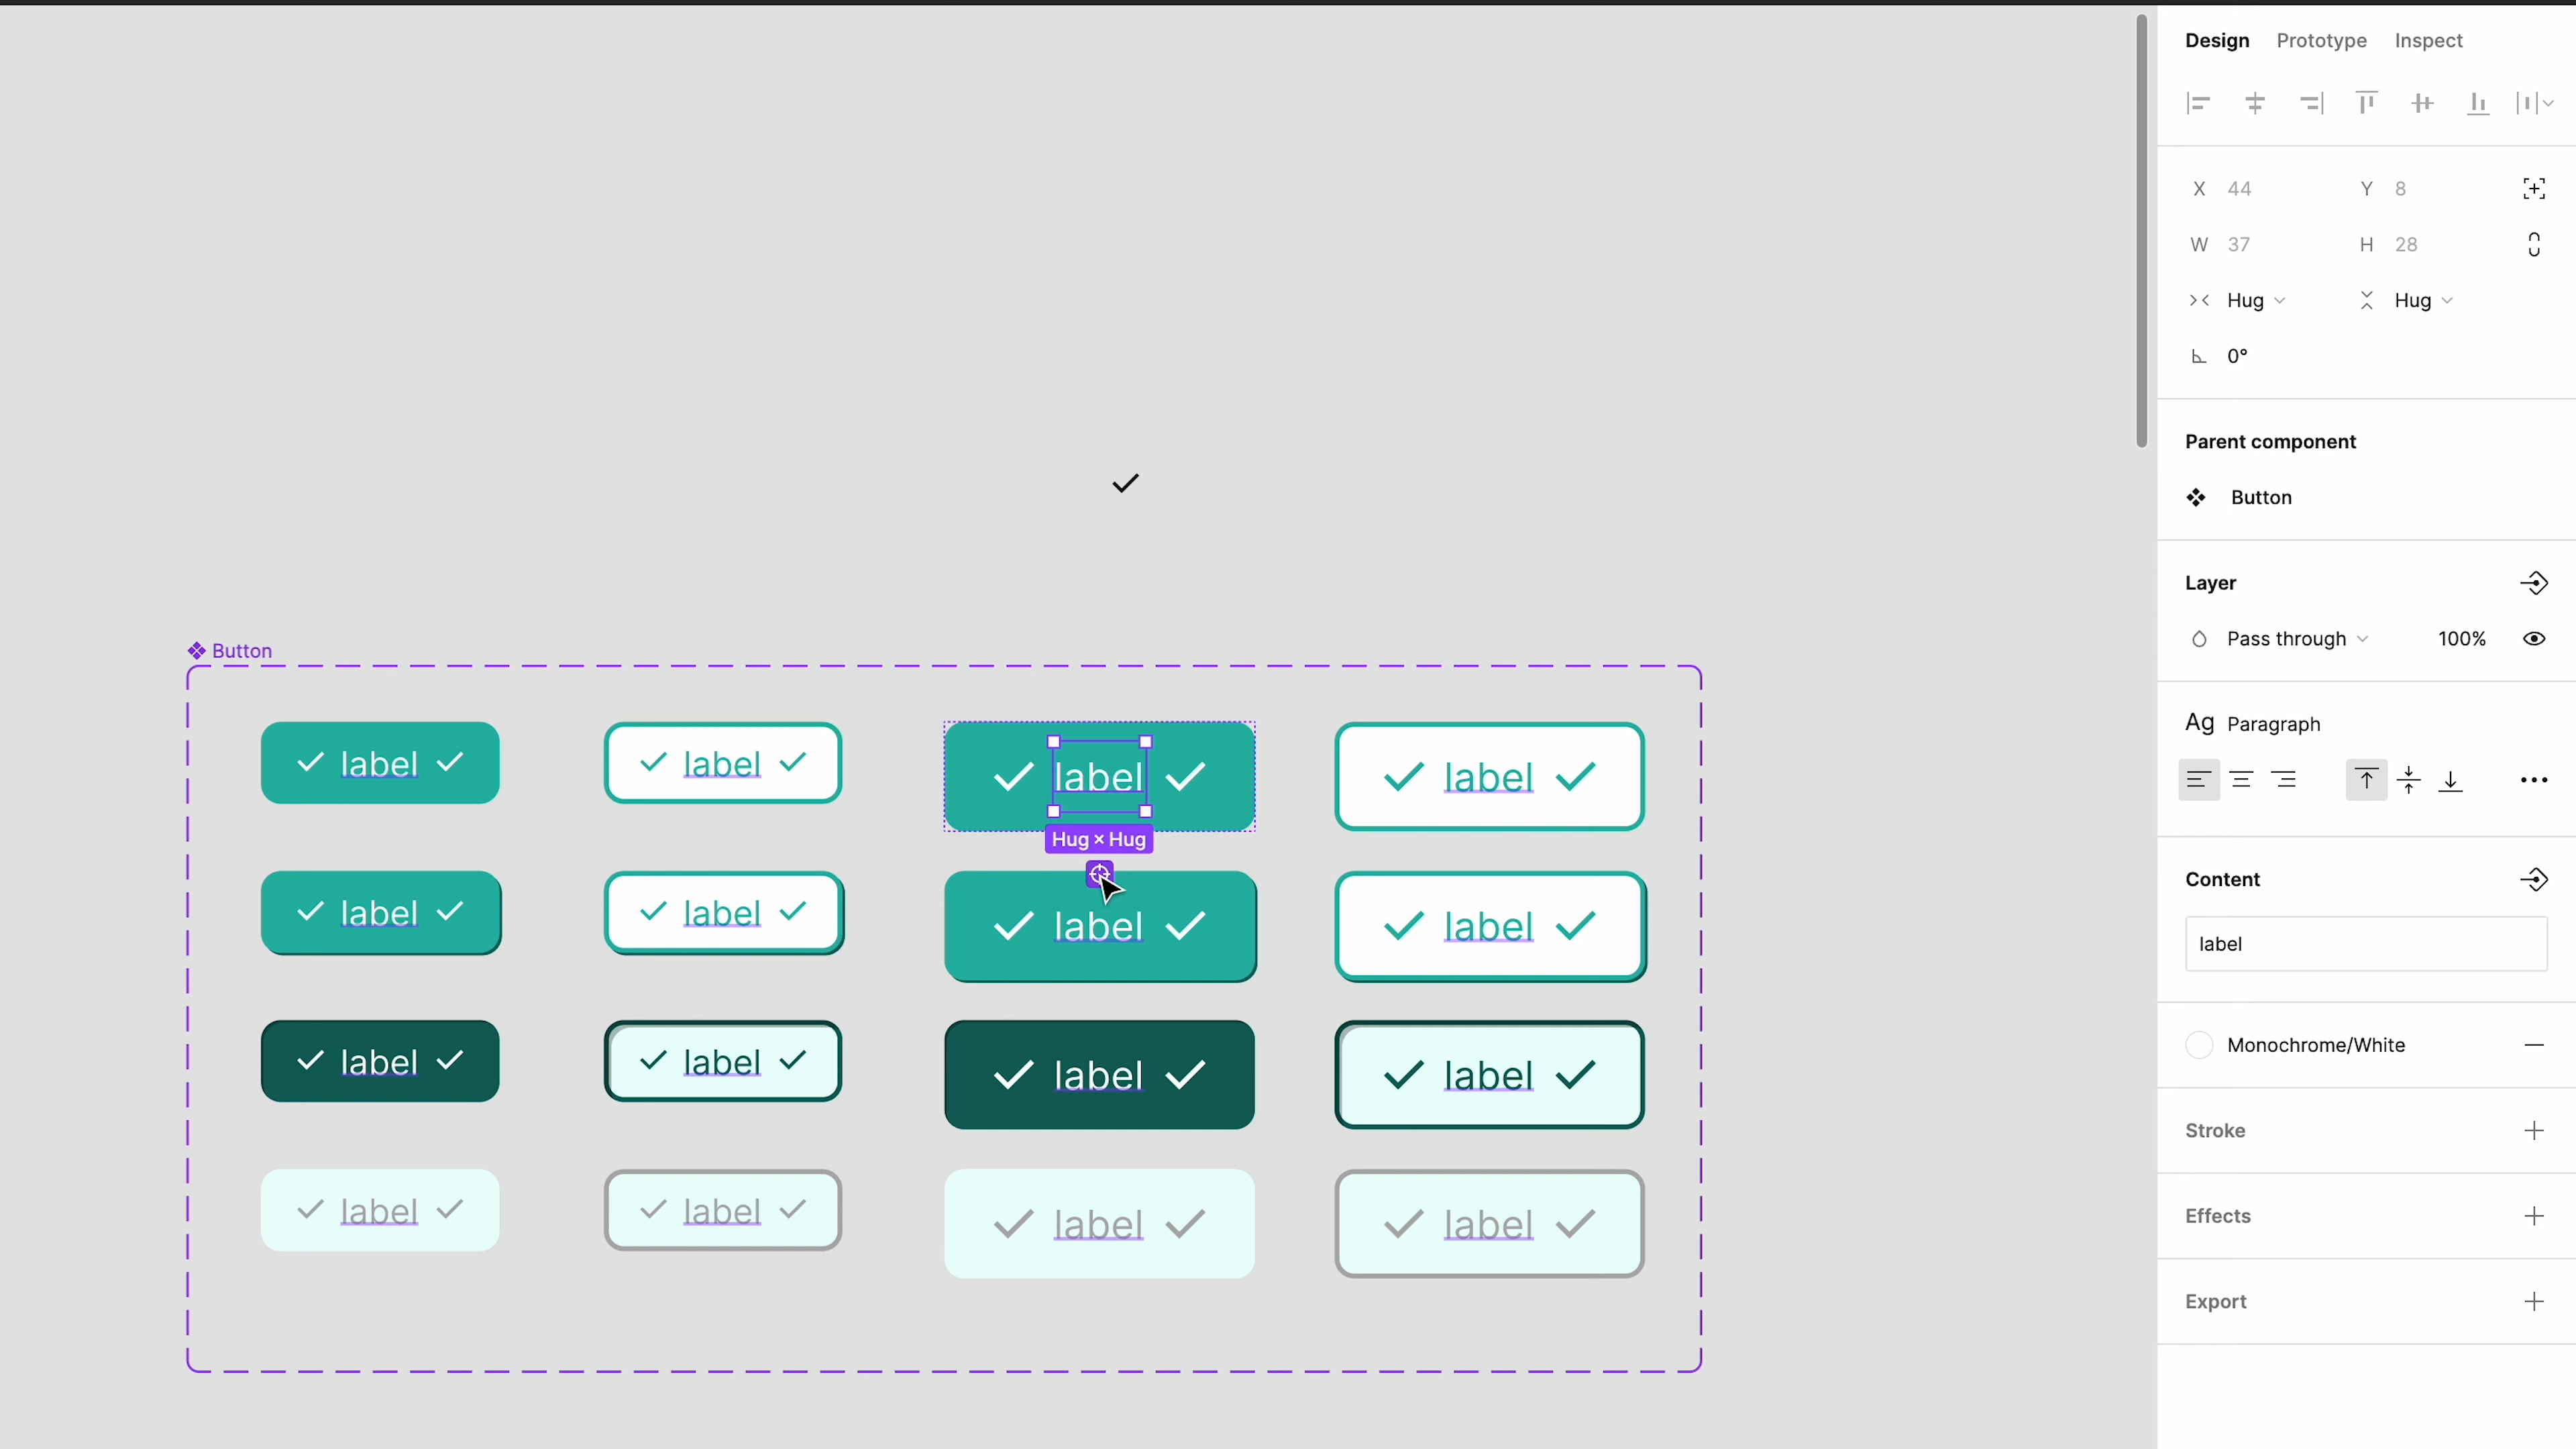 Design Prototype Inspect
X 44 Y 8
W 37 H 28
Hug Hug
0°
Parent component
Button
Layer
Pass through 100%
Ag Paragraph
Content
label
Monochrome/White
Stroke
Effects
Export
Button
label label label label
Hug × Hug
label label label label
label label label label
label label label label